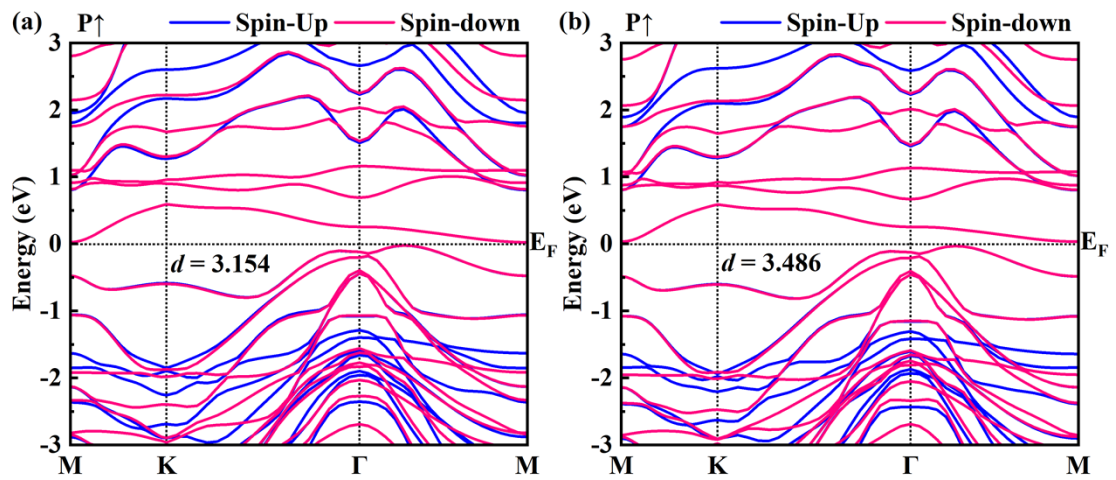 (a) P↑ Spin-Up Spin-down
3
2
1
0
-1
-2
-3
Energy (eV)
d = 3.154
E_F
M K Γ M
(b) P↑ Spin-Up Spin-down
3
2
1
0
-1
-2
-3
Energy (eV)
d = 3.486
E_F
M K Γ M